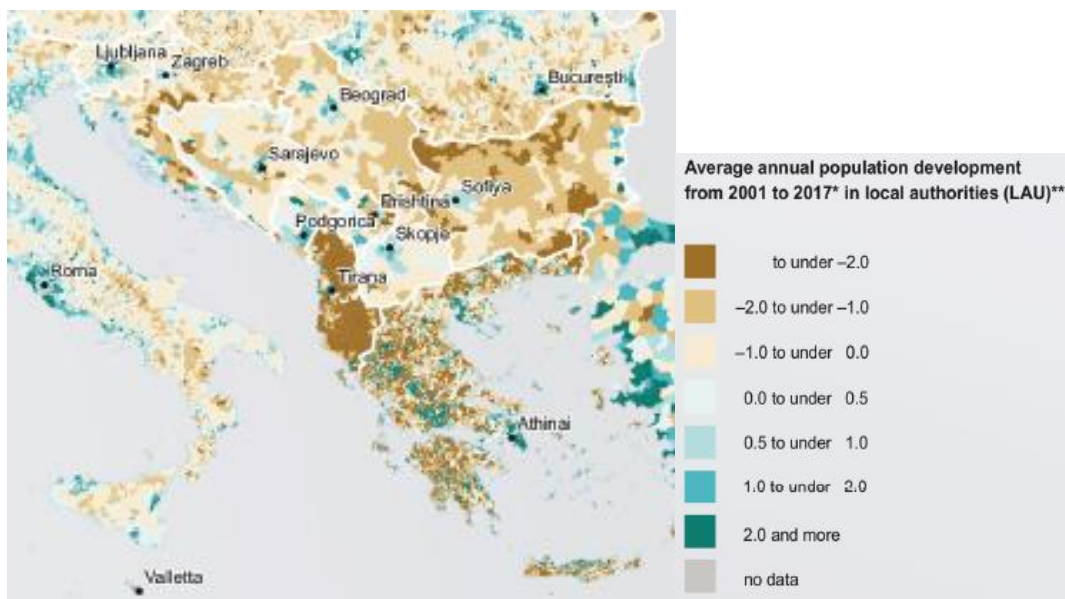 Ljubljana
Zagreb
Bucureşti
Beograd
Sarajevo
Sofiya
Prishtina
Podgorica
Skopje
Roma
Tirana
Athinai
Valletta
Average annual population development
from 2001 to 2017* in local authorities (LAU)**
to under –2.0
–2.0 to under –1.0
–1.0 to under 0.0
0.0 to under 0.5
0.5 to under 1.0
1.0 to under 2.0
2.0 and more
no data